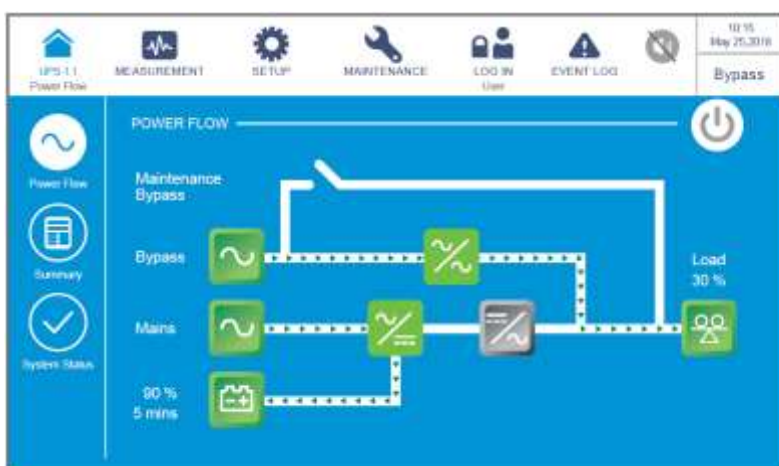 10:15
May 25,2018
Bypass
UPS-1.1
Power Flow
MEASUREMENT
SETUP
MAINTENANCE
LOG IN
User
EVENT LOG
POWER FLOW
Power Flow
Summary
System Status
Maintenance
Bypass
Bypass
Mains
90 %
5 mins
Load
30 %